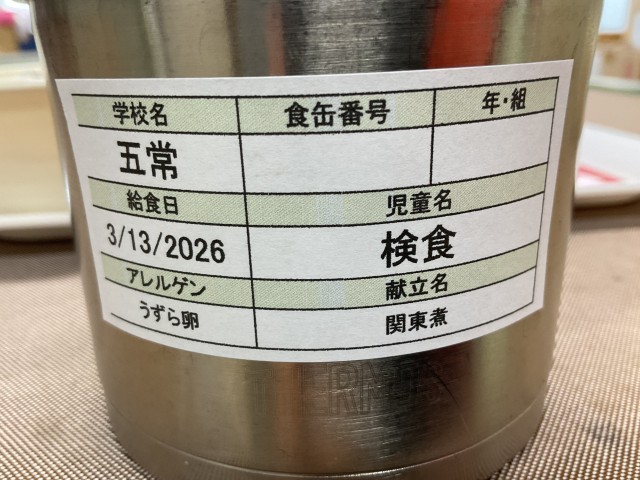 学校名 食缶番号 年・組
五常
給食日 児童名
3/13/2026 検食
アレルゲン 献立名
うずら卵 関東煮
THERMOS